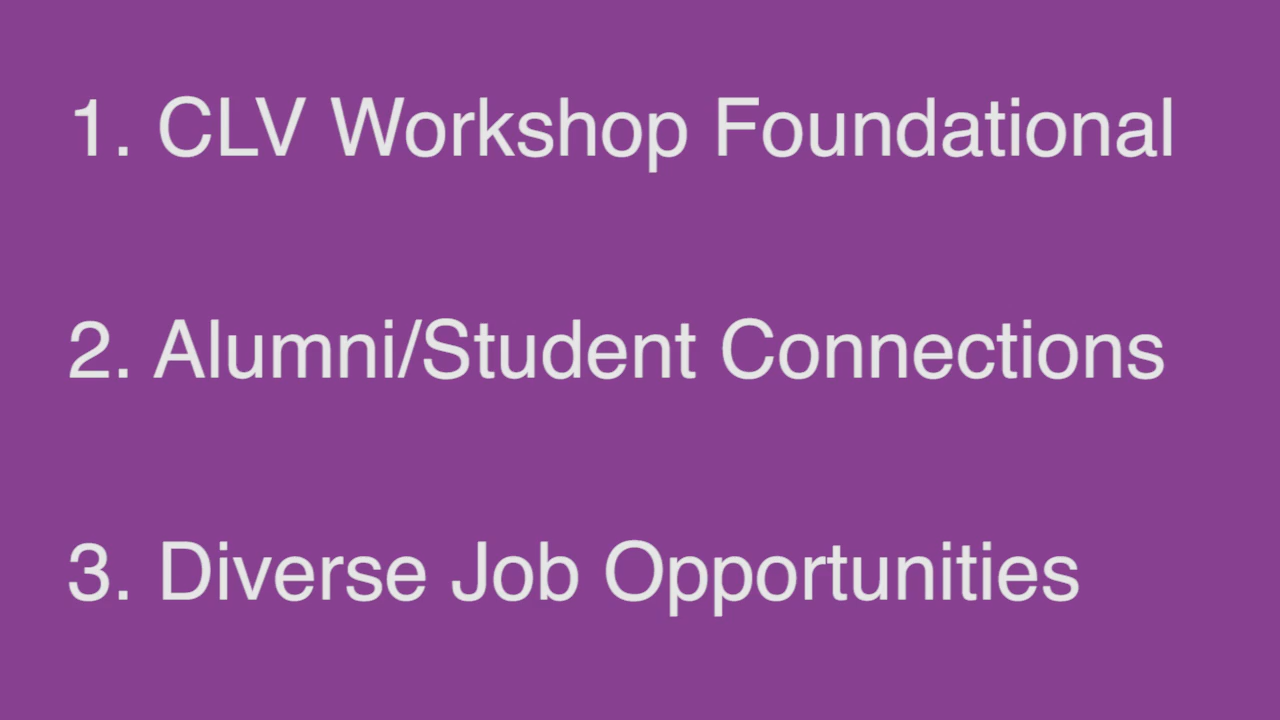 1. CLV Workshop Foundational
2. Alumni/Student Connections
3. Diverse Job Opportunities